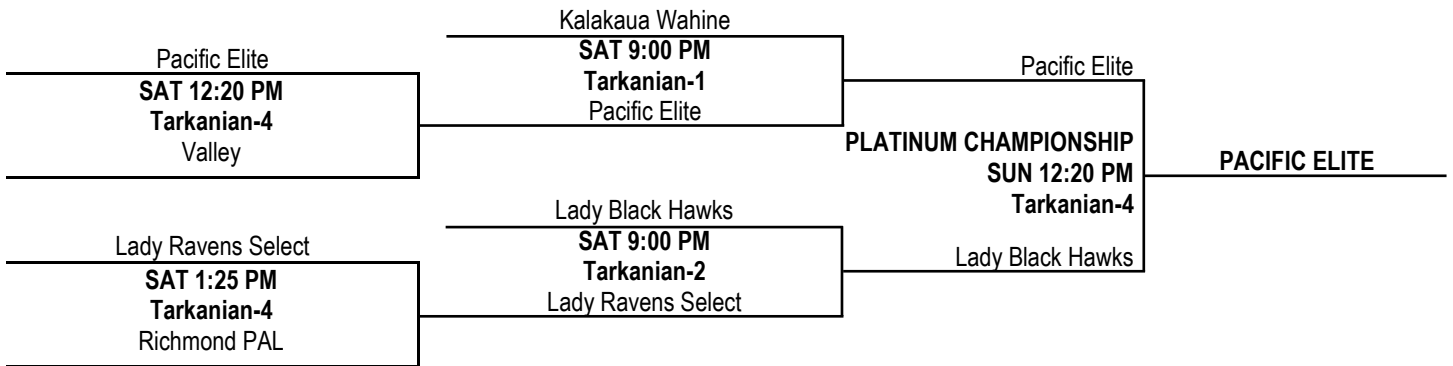 Kalakaua Wahine
SAT 9:00 PM
Tarkanian-1
Pacific Elite
Pacific Elite
SAT 12:20 PM
Tarkanian-4
Valley
Pacific Elite
PLATINUM CHAMPIONSHIP
SUN 12:20 PM
Tarkanian-4
Lady Black Hawks
PACIFIC ELITE
Lady Black Hawks
SAT 9:00 PM
Tarkanian-2
Lady Ravens Select
Lady Ravens Select
SAT 1:25 PM
Tarkanian-4
Richmond PAL